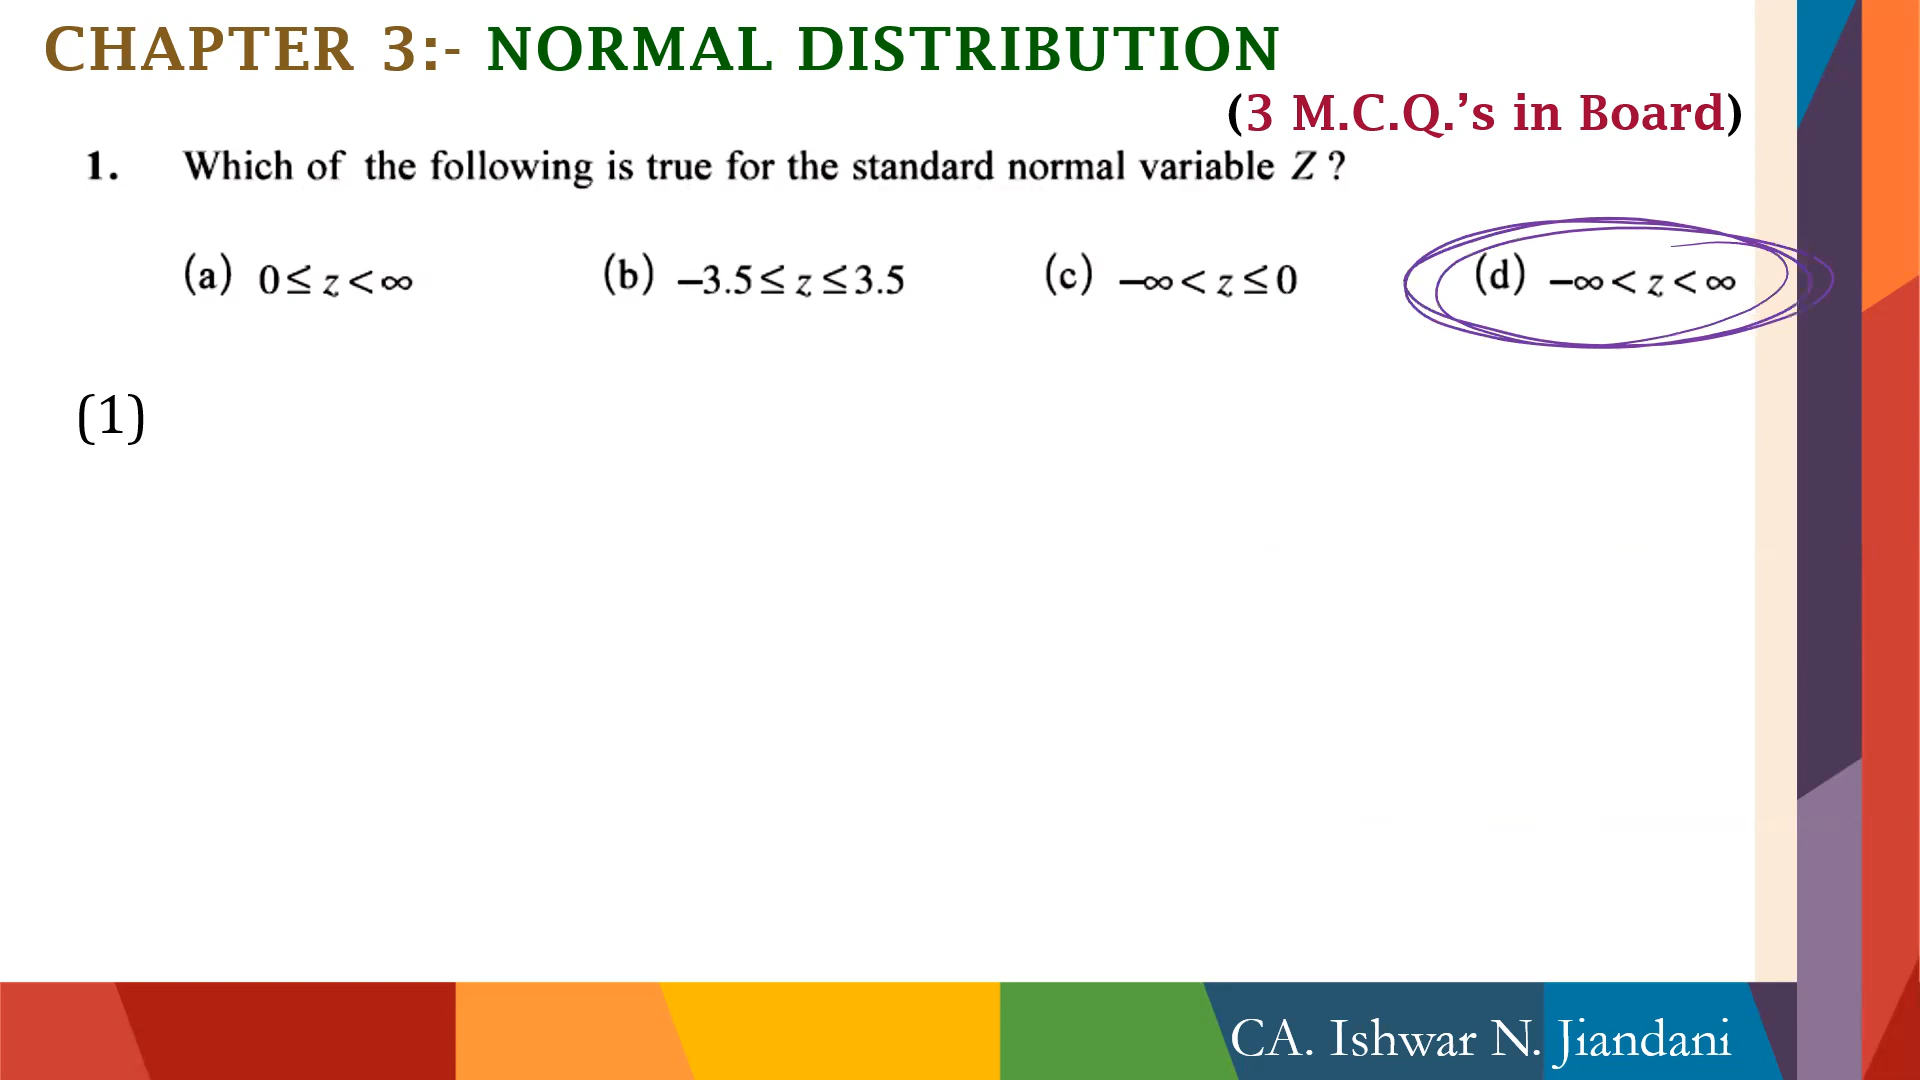 CHAPTER 3:- NORMAL DISTRIBUTION
(3 M.C.Q.’s in Board)
1. Which of the following is true for the standard normal variable Z ?
(a) 0 ≤ z < ∞ (b) –3.5 ≤ z ≤ 3.5 (c) –∞ < z ≤ 0 (d) –∞ < z < ∞
(1)
CA. Ishwar N. Jiandani